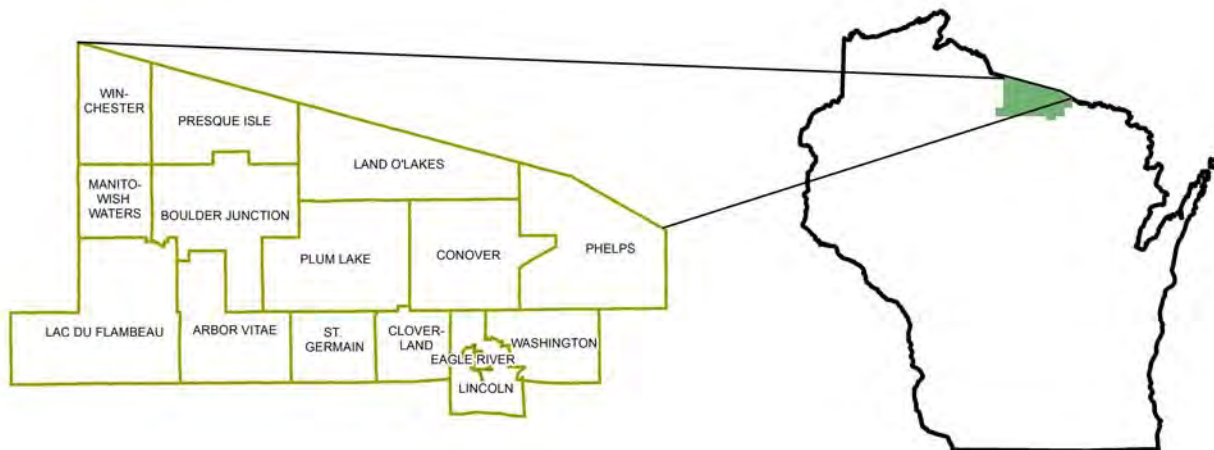 WIN-
CHESTER
PRESQUE ISLE
LAND O'LAKES
MANITO-
WISH
WATERS
BOULDER JUNCTION
PLUM LAKE
CONOVER
PHELPS
LAC DU FLAMBEAU
ARBOR VITAE
ST.
GERMAIN
CLOVER-
LAND
EAGLE RIVER
WASHINGTON
LINCOLN